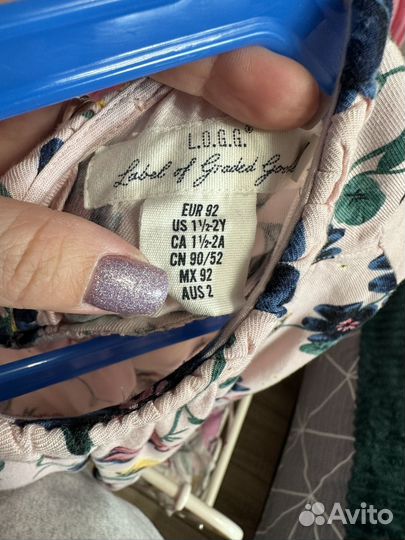 L.O.G.G.®
Label of Graded Goods
EUR 92
US 1½-2Y
CA 1½-2A
CN 90/52
MX 92
AUS 2
Avito